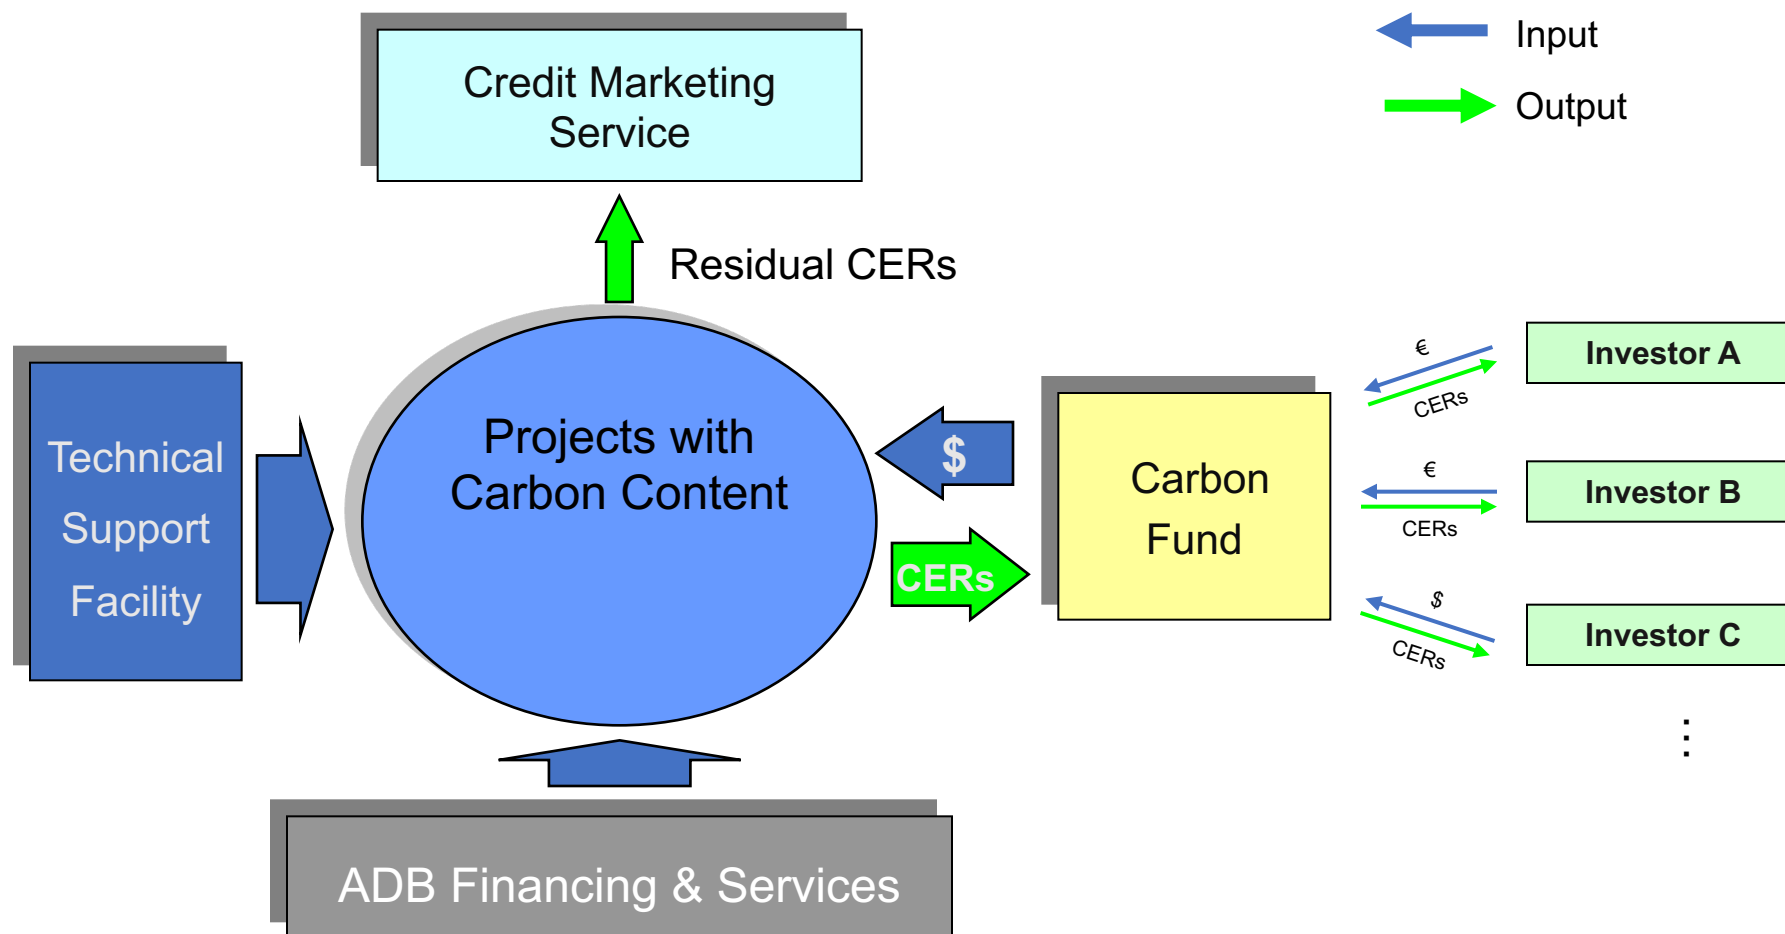 Credit Marketing
Service
Input
Output
Residual CERs
Technical
Support
Facility
Projects with
Carbon Content
$
CERs
Carbon
Fund
€
CERs
Investor A
€
CERs
Investor B
$
CERs
Investor C
⋮
ADB Financing & Services